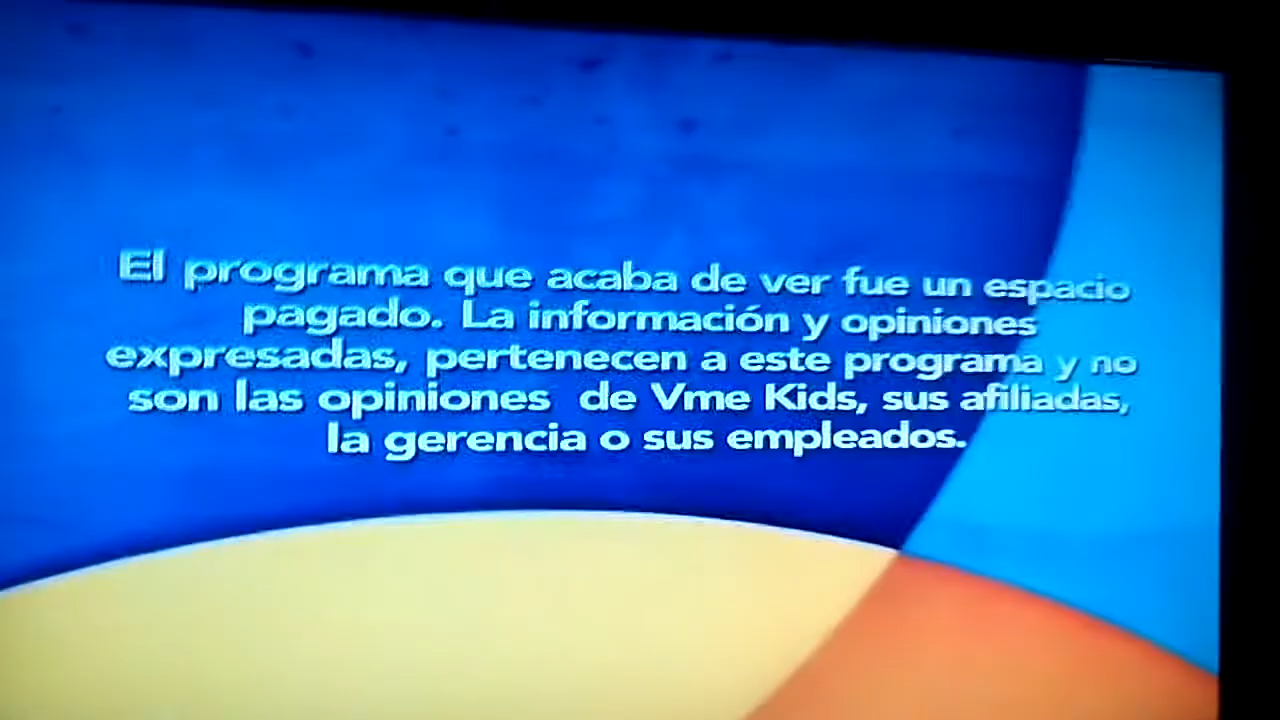 El programa que acaba de ver fue un espacio
pagado. La información y opiniones
expresadas, pertenecen a este programa y no
son las opiniones de Vme Kids, sus afiliadas,
la gerencia o sus empleados.